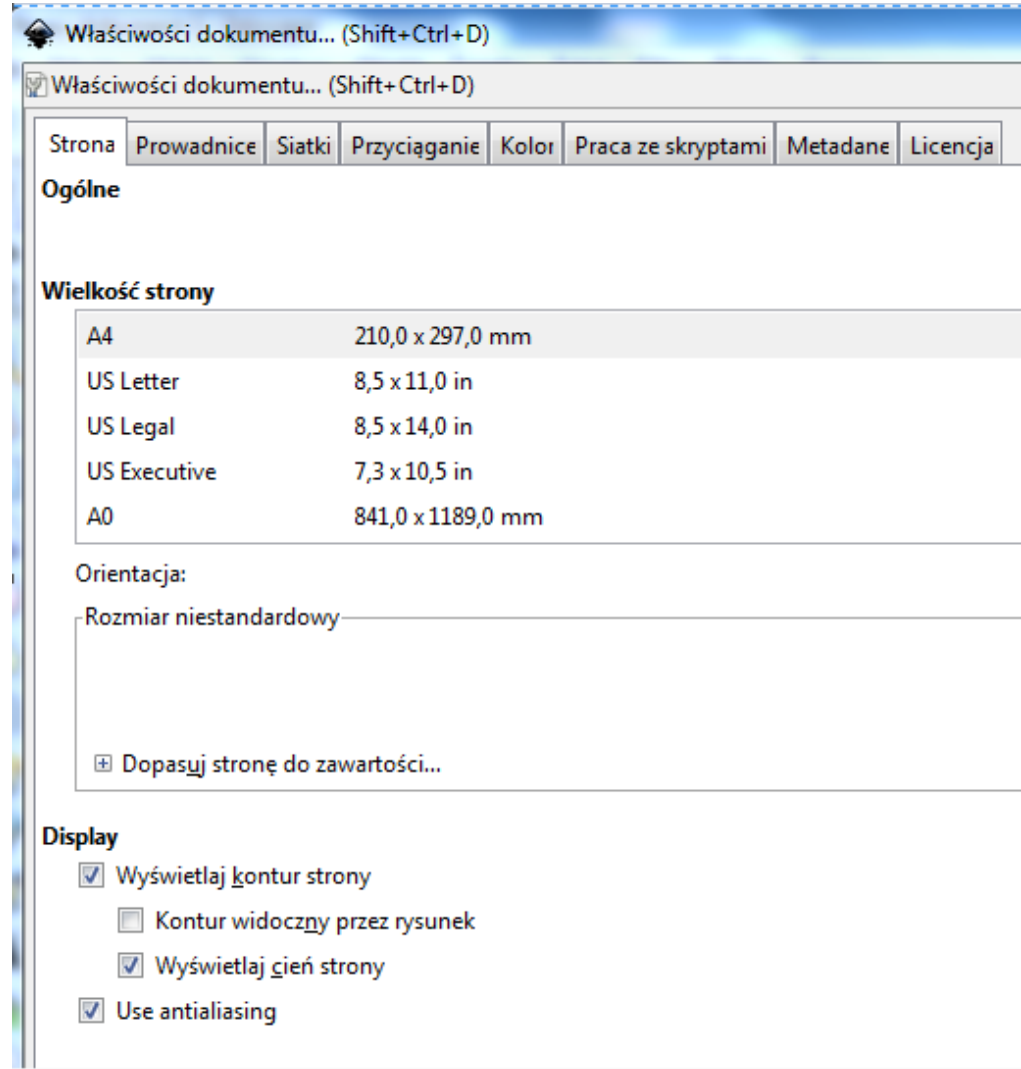 Właściwości dokumentu... (Shift+Ctrl+D)
Właściwości dokumentu... (Shift+Ctrl+D)
Strona Prowadnice Siatki Przyciąganie Kolor Praca ze skryptami Metadane Licencja
Ogólne
Wielkość strony
A4 210,0 x 297,0 mm
US Letter 8,5 x 11,0 in
US Legal 8,5 x 14,0 in
US Executive 7,3 x 10,5 in
A0 841,0 x 1189,0 mm
Orientacja:
Rozmiar niestandardowy
Dopasuj stronę do zawartości...
Display
Wyświetlaj kontur strony
Kontur widoczny przez rysunek
Wyświetlaj cień strony
Use antialiasing